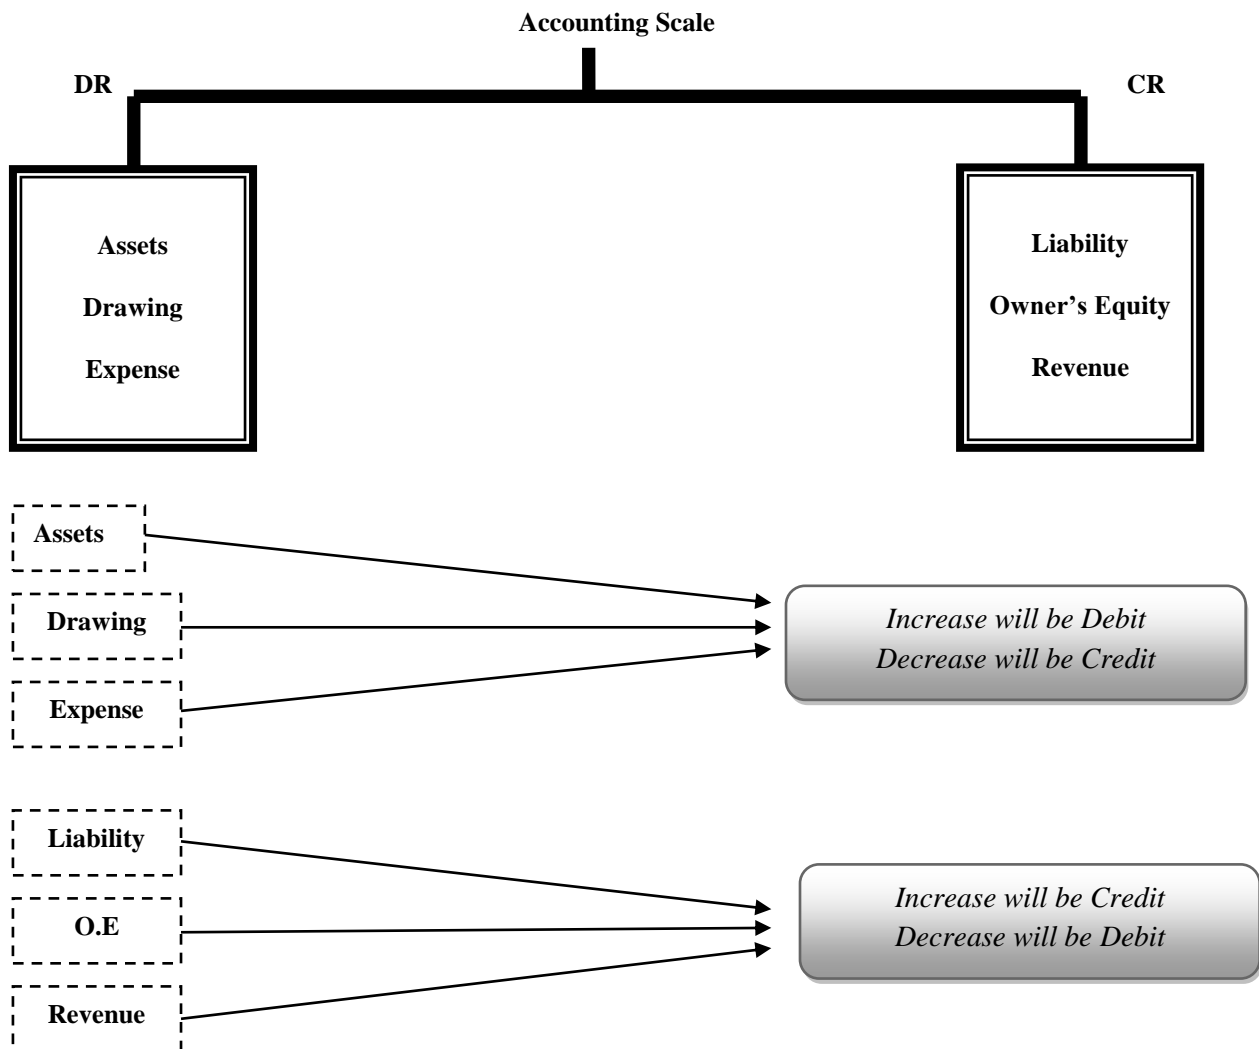 Accounting Scale
DR
CR
Assets
Drawing
Expense
Liability
Owner’s Equity
Revenue
Assets
Drawing
Expense
Increase will be Debit
Decrease will be Credit
Liability
O.E
Revenue
Increase will be Credit
Decrease will be Debit